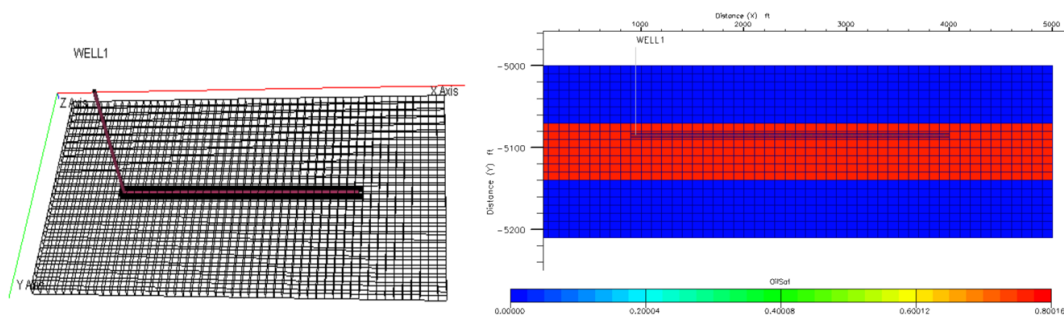 WELL1
Z Axis
X Axis
Y Axis
Distance (X) ft
1000 2000 3000 4000 5000
WELL1
-5000
-5100
-5200
Distance (Y) ft
OilSat
0.00000 0.20004 0.40008 0.60012 0.80016